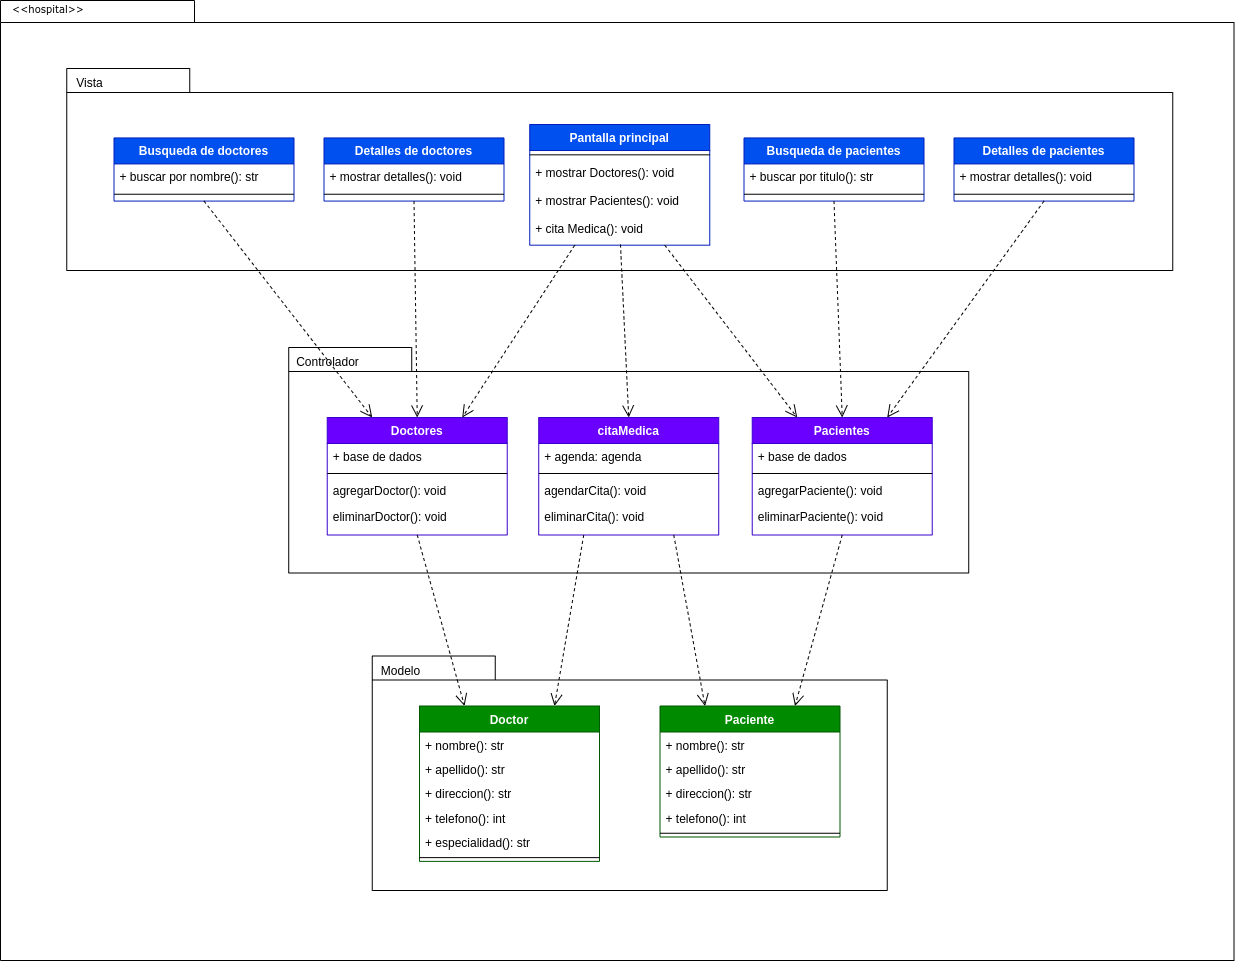 <<hospital>>
Vista
Busqueda de doctores
+ buscar por nombre(): str
Detalles de doctores
+ mostrar detalles(): void
Pantalla principal
+ mostrar Doctores(): void
+ mostrar Pacientes(): void
+ cita Medica(): void
Busqueda de pacientes
+ buscar por titulo(): str
Detalles de pacientes
+ mostrar detalles(): void
Controlador
Doctores
+ base de dados
agregarDoctor(): void
eliminarDoctor(): void
citaMedica
+ agenda: agenda
agendarCita(): void
eliminarCita(): void
Pacientes
+ base de dados
agregarPaciente(): void
eliminarPaciente(): void
Modelo
Doctor
+ nombre(): str
+ apellido(): str
+ direccion(): str
+ telefono(): int
+ especialidad(): str
Paciente
+ nombre(): str
+ apellido(): str
+ direccion(): str
+ telefono(): int